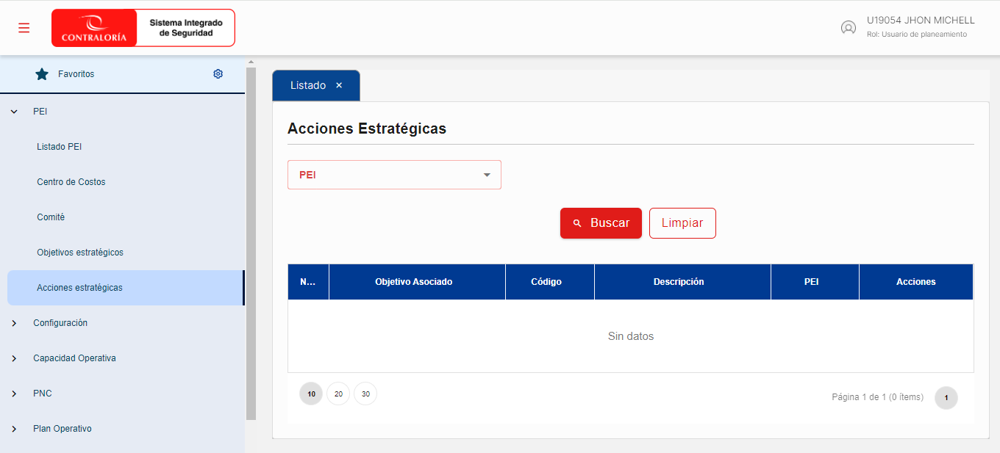 CONTRALORÍA
Sistema Integrado
de Seguridad
U19054 JHON MICHELL
Rol: Usuario de planeamiento
Favoritos
PEI
Listado PEI
Centro de Costos
Comité
Objetivos estratégicos
Acciones estratégicas
Configuración
Capacidad Operativa
PNC
Plan Operativo
Listado ×
Acciones Estratégicas
PEI
Buscar Limpiar
N... Objetivo Asociado Código Descripción PEI Acciones
Sin datos
10 20 30
Página 1 de 1 (0 ítems) 1